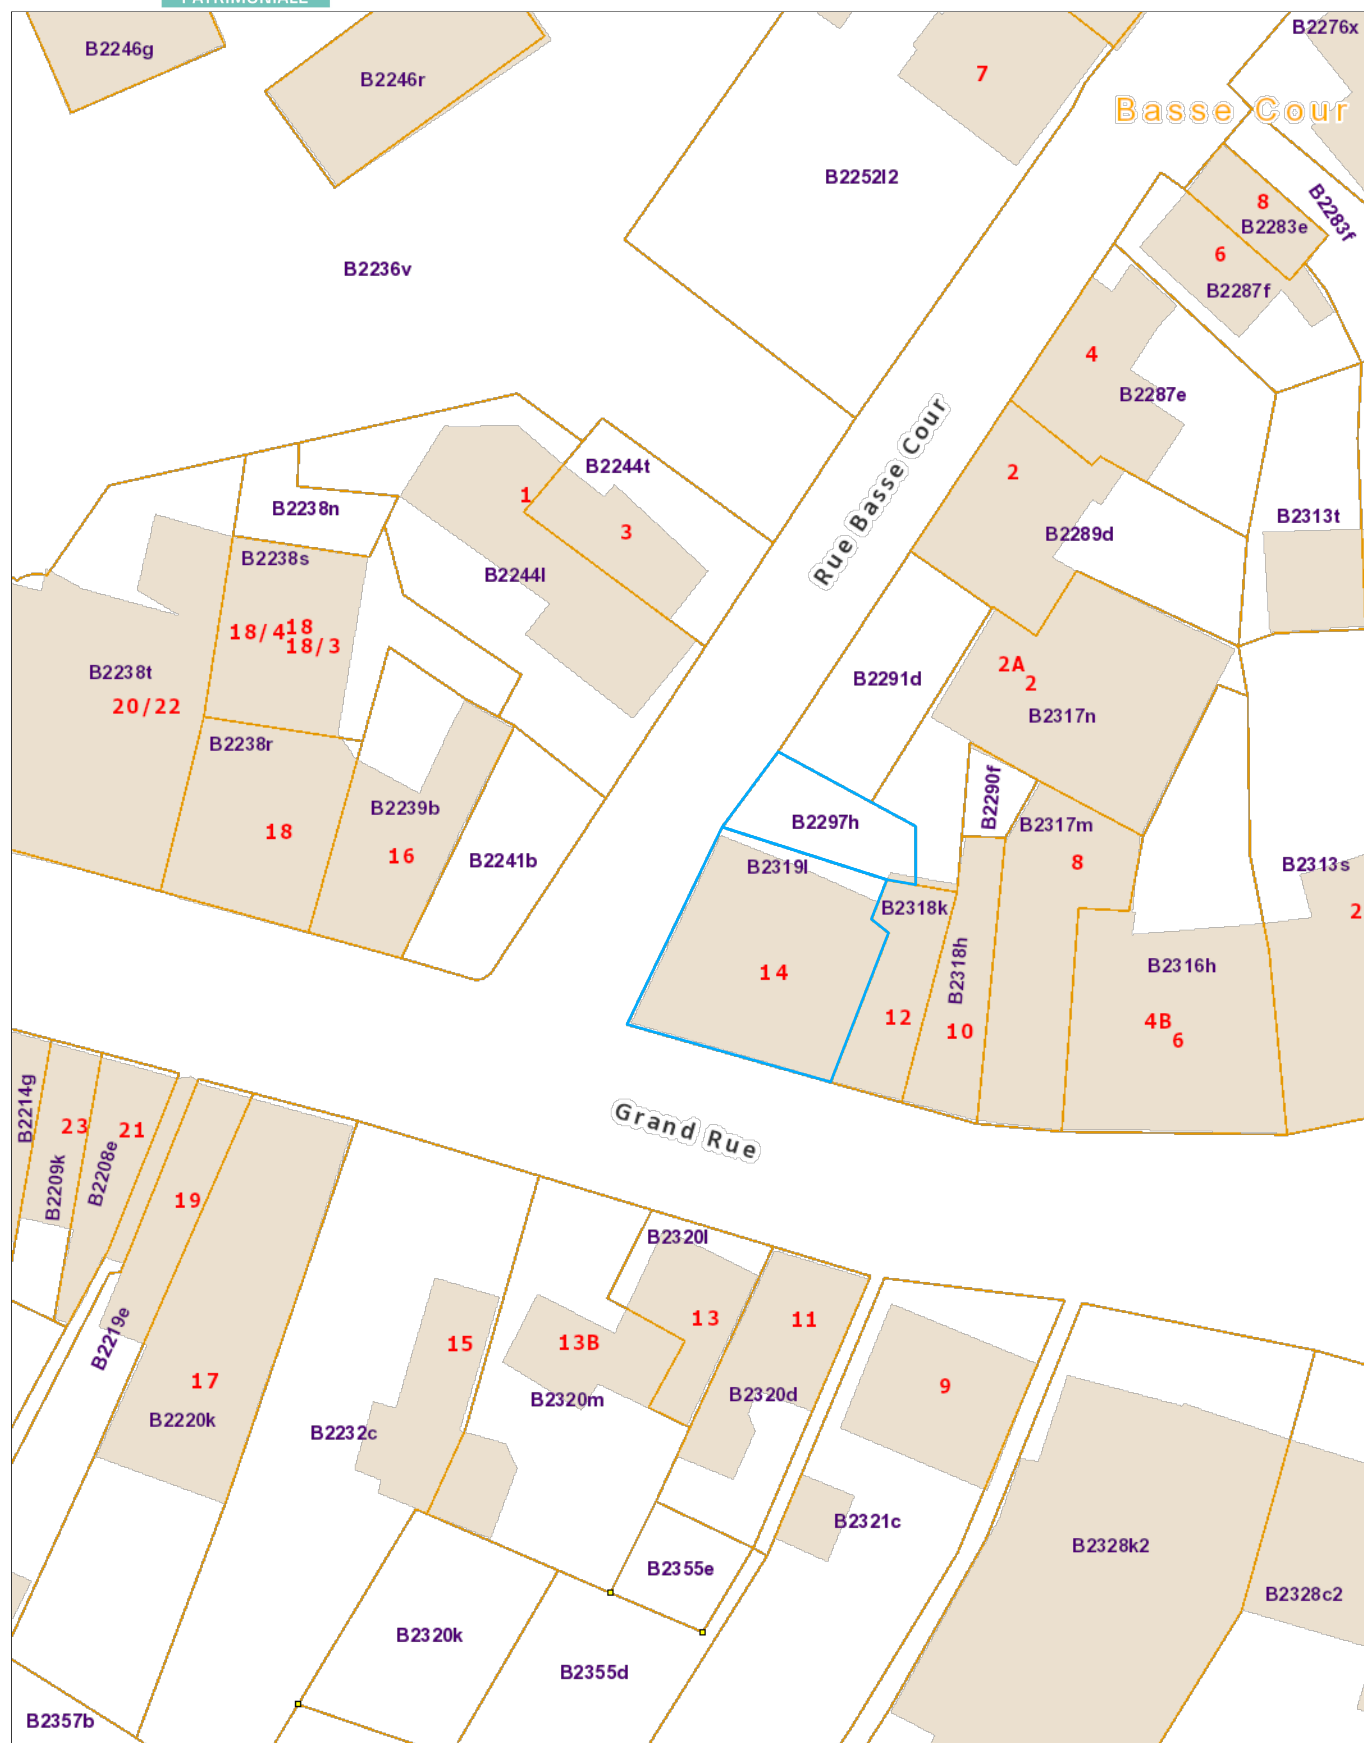 PATRIMONIALE
B2246g
B2246r
7
B2276x
Basse Cour
B2252l2
8
B2283e
B2283f
6
B2287f
B2236v
4
B2287e
Rue Basse Cour
B2244t
1
3
2
B2289d
B2313t
B2238n
B2238s
B2244l
18/4
18
18/3
B2238t
20/22
B2291d
2A
2
B2317n
B2238r
B2290f
B2239b
B2297h
B2317m
18
16
B2241b
B2319l
8
B2313s
B2318k
2
14
B2318h
B2316h
12
10
4B
6
B2214g
23
21
B2209k
B2208e
Grand Rue
19
B2320l
13
11
B2219e
15
13B
17
B2220k
B2232c
B2320m
B2320d
9
B2321c
B2328k2
B2355e
B2328c2
B2320k
B2355d
B2357b